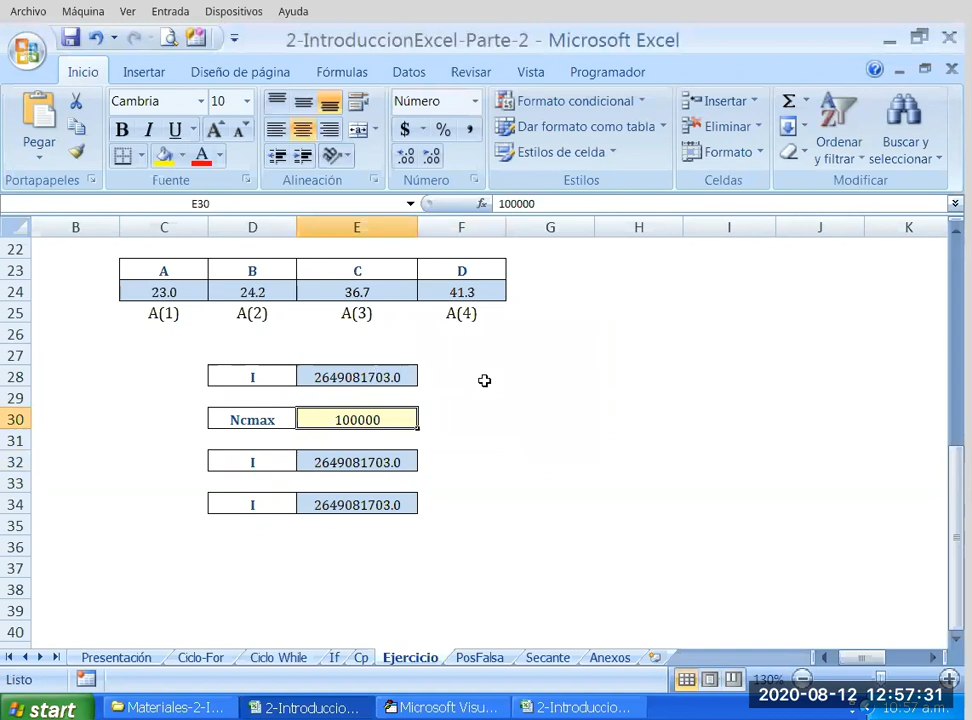 Archivo Máquina Ver Entrada Dispositivos Ayuda
2-IntroduccionExcel-Parte-2 - Microsoft Excel
Inicio Insertar Diseño de página Fórmulas Datos Revisar Vista Programador
Cambria 10 Número Formato condicional Insertar Σ
N K S A A $ % Dar formato como tabla Eliminar
Pegar Estilos de celda Formato Ordenar y filtrar Buscar y seleccionar
Portapapeles Fuente Alineación Número Estilos Celdas Modificar
E30 fx 100000
B C D E F G H I J K
22
23 A B C D
24 23.0 24.2 36.7 41.3
25 A(1) A(2) A(3) A(4)
26
27
28 I 2649081703.0
29
30 Ncmax 100000
31
32 I 2649081703.0
33
34 I 2649081703.0
35
36
37
38
39
40
Presentación Ciclo-For Ciclo While If Cp Ejercicio PosFalsa Secante Anexos
Listo 130%
2020-08-12 12:57:31
start Materiales-2-I... 2-Introduccio... Microsoft Visu... 2-Introduccio... 10:57 a.m.